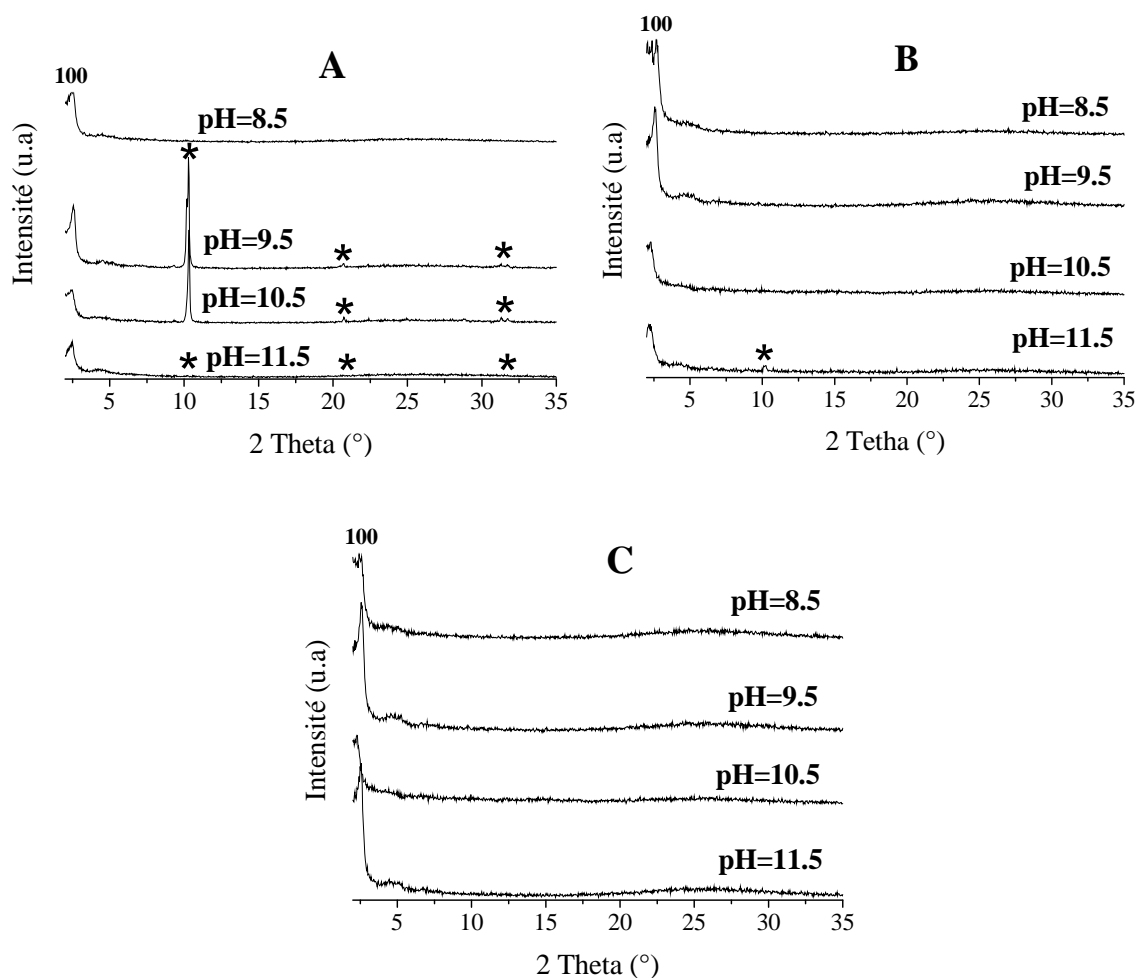 A
100
pH=8.5
*
pH=9.5
*
*
pH=10.5
*
*
pH=11.5
*
*
*
Intensité (u.a)
5 10 15 20 25 30 35
2 Theta (°)
B
100
pH=8.5
pH=9.5
pH=10.5
pH=11.5
*
Intensité (u.a)
5 10 15 20 25 30 35
2 Tetha (°)
C
100
pH=8.5
pH=9.5
pH=10.5
pH=11.5
Intensité (u.a)
5 10 15 20 25 30 35
2 Theta (°)